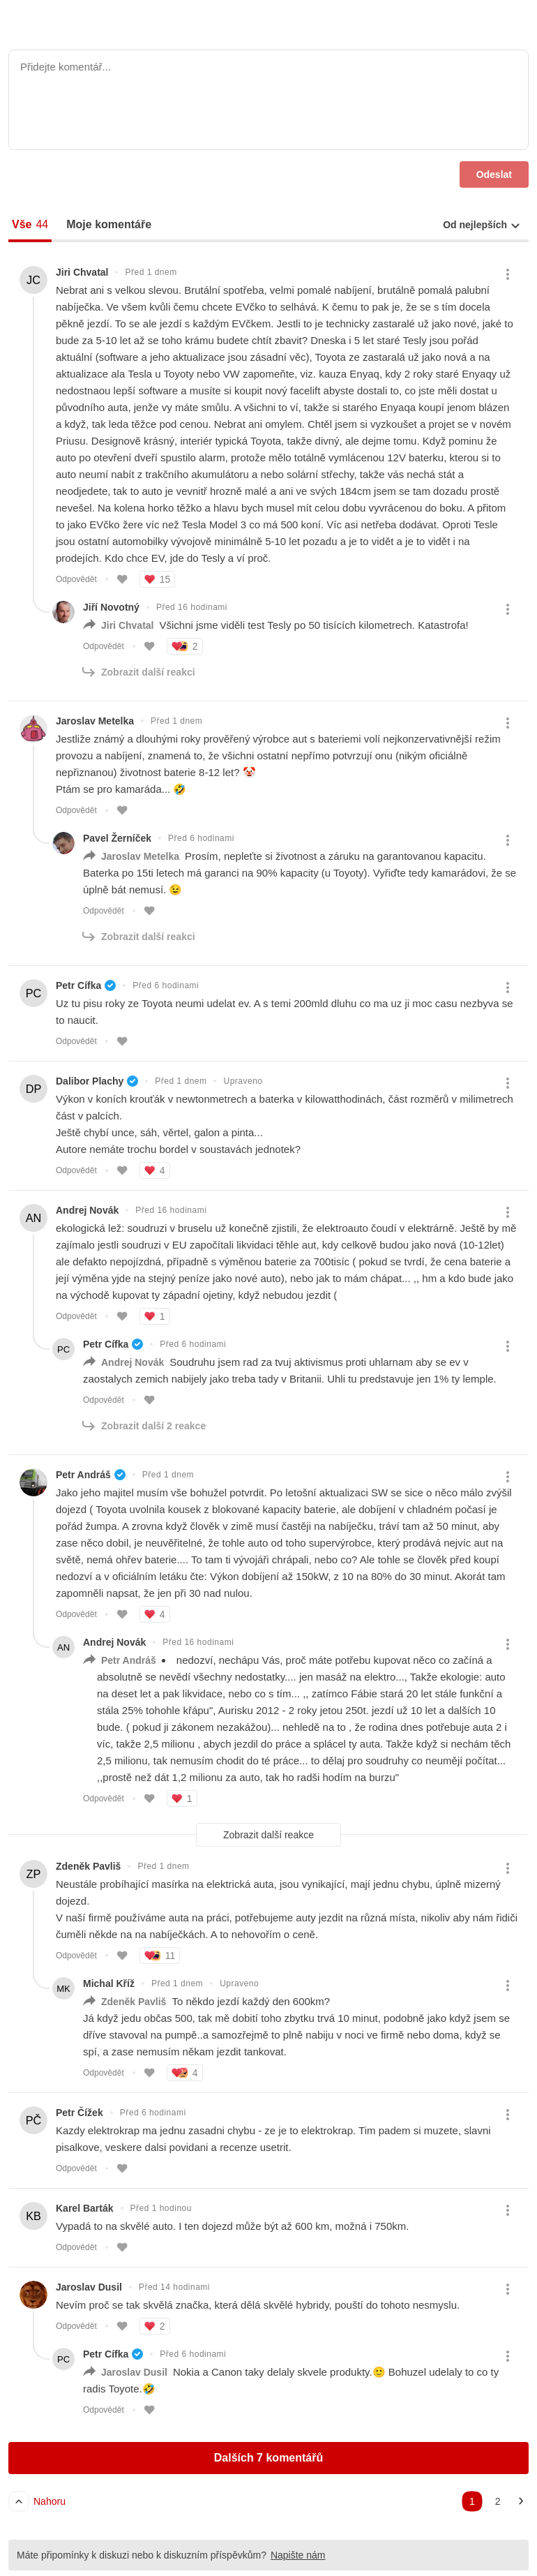 Přidejte komentář...
Odeslat
Vše 44
Moje komentáře
Od nejlepších
JC
Jiri Chvatal
Před 1 dnem
Nebrat ani s velkou slevou. Brutální spotřeba, velmi pomalé nabíjení, brutálně pomalá palubní
nabíječka. Ve všem kvůli čemu chcete EVčko to selhává. K čemu to pak je, že se s tím docela
pěkně jezdí. To se ale jezdí s každým EVčkem. Jestli to je technicky zastaralé už jako nové, jaké to
bude za 5-10 let až se toho krámu budete chtít zbavit? Dneska i 5 let staré Tesly jsou pořád
aktuální (software a jeho aktualizace jsou zásadní věc), Toyota ze zastaralá už jako nová a na
aktualizace ala Tesla u Toyoty nebo VW zapomeňte, viz. kauza Enyaq, kdy 2 roky staré Enyaqy už
nedostnaou lepší software a musíte si koupit nový facelift abyste dostali to, co jste měli dostat u
původního auta, jenže vy máte smůlu. A všichni to ví, takže si starého Enyaqa koupí jenom blázen
a když, tak leda těžce pod cenou. Nebrat ani omylem. Chtěl jsem si vyzkoušet a projet se v novém
Priusu. Designově krásný, interiér typická Toyota, takže divný, ale dejme tomu. Když pominu že
auto po otevření dveří spustilo alarm, protože mělo totálně vymlácenou 12V baterku, kterou si to
auto neumí nabít z trakčního akumulátoru a nebo solární střechy, takže vás nechá stát a
neodjedete, tak to auto je vevnitř hrozně malé a ani ve svých 184cm jsem se tam dozadu prostě
nevešel. Na kolena horko těžko a hlavu bych musel mít celou dobu vyvrácenou do boku. A přitom
to jako EVčko žere víc než Tesla Model 3 co má 500 koní. Víc asi netřeba dodávat. Oproti Tesle
jsou ostatní automobilky vývojově minimálně 5-10 let pozadu a je to vidět a je to vidět i na
prodejích. Kdo chce EV, jde do Tesly a ví proč.
Odpovědět
15
Jiří Novotný
Před 16 hodinami
Jiri Chvatal Všichni jsme viděli test Tesly po 50 tisících kilometrech. Katastrofa!
Odpovědět
2
Zobrazit další reakci
Jaroslav Metelka
Před 1 dnem
Jestliže známý a dlouhými roky prověřený výrobce aut s bateriemi volí nejkonzervativnější režim
provozu a nabíjení, znamená to, že všichni ostatní nepřímo potvrzují onu (nikým oficiálně
nepřiznanou) životnost baterie 8-12 let? 🤡
Ptám se pro kamaráda... 🤣
Odpovědět
Pavel Žerníček
Před 6 hodinami
Jaroslav Metelka Prosím, nepleťte si životnost a záruku na garantovanou kapacitu.
Baterka po 15ti letech má garanci na 90% kapacity (u Toyoty). Vyřiďte tedy kamarádovi, že se
úplně bát nemusí. 😉
Odpovědět
Zobrazit další reakci
PC
Petr Cífka
Před 6 hodinami
Uz tu pisu roky ze Toyota neumi udelat ev. A s temi 200mld dluhu co ma uz ji moc casu nezbyva se
to naucit.
Odpovědět
DP
Dalibor Plachy
Před 1 dnem
Upraveno
Výkon v koních krouťák v newtonmetrech a baterka v kilowatthodinách, část rozměrů v milimetrech
část v palcích.
Ještě chybí unce, sáh, věrtel, galon a pinta...
Autore nemáte trochu bordel v soustavách jednotek?
Odpovědět
4
AN
Andrej Novák
Před 16 hodinami
ekologická lež: soudruzi v bruselu už konečně zjistili, že elektroauto čoudí v elektrárně. Ještě by mě
zajímalo jestli soudruzi v EU započítali likvidaci těhle aut, kdy celkově budou jako nová (10-12let)
ale defakto nepojízdná, případně s výměnou baterie za 700tisíc ( pokud se tvrdí, že cena baterie a
její výměna vyjde na stejný peníze jako nové auto), nebo jak to mám chápat... ,, hm a kdo bude jako
na východě kupovat ty západní ojetiny, když nebudou jezdit (
Odpovědět
1
PC
Petr Cífka
Před 6 hodinami
Andrej Novák Soudruhu jsem rad za tvuj aktivismus proti uhlarnam aby se ev v
zaostalych zemich nabijely jako treba tady v Britanii. Uhli tu predstavuje jen 1% ty lemple.
Odpovědět
Zobrazit další 2 reakce
Petr Andráš
Před 1 dnem
Jako jeho majitel musím vše bohužel potvrdit. Po letošní aktualizaci SW se sice o něco málo zvýšil
dojezd ( Toyota uvolnila kousek z blokované kapacity baterie, ale dobíjení v chladném počasí je
pořád žumpa. A zrovna když člověk v zimě musí častěji na nabíječku, tráví tam až 50 minut, aby
zase něco dobil, je neuvěřitelné, že tohle auto od toho supervýrobce, který prodává nejvíc aut na
světě, nemá ohřev baterie.... To tam ti vývojáři chrápali, nebo co? Ale tohle se člověk před koupí
nedozví a v oficiálním letáku čte: Výkon dobíjení až 150kW, z 10 na 80% do 30 minut. Akorát tam
zapomněli napsat, že jen při 30 nad nulou.
Odpovědět
4
AN
Andrej Novák
Před 16 hodinami
Petr Andráš • nedozví, nechápu Vás, proč máte potřebu kupovat něco co začíná a
absolutně se nevědí všechny nedostatky.... jen masáž na elektro..., Takže ekologie: auto
na deset let a pak likvidace, nebo co s tím... ,, zatímco Fábie stará 20 let stále funkční a
stála 25% tohohle křápu", Aurisku 2012 - 2 roky jetou 250t. jezdí už 10 let a dalších 10
bude. ( pokud ji zákonem nezakážou)... nehledě na to , že rodina dnes potřebuje auta 2 i
víc, takže 2,5 milionu , abych jezdil do práce a splácel ty auta. Takže když si nechám těch
2,5 milionu, tak nemusím chodit do té práce... to dělaj pro soudruhy co neumějí počítat...
,,prostě než dát 1,2 milionu za auto, tak ho radši hodím na burzu"
Odpovědět
1
Zobrazit další reakce
ZP
Zdeněk Pavliš
Před 1 dnem
Neustále probíhající masírka na elektrická auta, jsou vynikající, mají jednu chybu, úplně mizerný
dojezd.
V naší firmě používáme auta na práci, potřebujeme auty jezdit na různá místa, nikoliv aby nám řidiči
čuměli někde na na nabíječkách. A to nehovořím o ceně.
Odpovědět
11
MK
Michal Kříž
Před 1 dnem
Upraveno
Zdeněk Pavliš To někdo jezdí každý den 600km?
Já když jedu občas 500, tak mě dobití toho zbytku trvá 10 minut, podobně jako když jsem se
dříve stavoval na pumpě..a samozřejmě to plně nabiju v noci ve firmě nebo doma, když se
spí, a zase nemusím někam jezdit tankovat.
Odpovědět
4
PČ
Petr Čížek
Před 6 hodinami
Kazdy elektrokrap ma jednu zasadni chybu - ze je to elektrokrap. Tim padem si muzete, slavni
pisalkove, veskere dalsi povidani a recenze usetrit.
Odpovědět
KB
Karel Barták
Před 1 hodinou
Vypadá to na skvělé auto. I ten dojezd může být až 600 km, možná i 750km.
Odpovědět
Jaroslav Dusil
Před 14 hodinami
Nevím proč se tak skvělá značka, která dělá skvělé hybridy, pouští do tohoto nesmyslu.
Odpovědět
2
PC
Petr Cífka
Před 6 hodinami
Jaroslav Dusil Nokia a Canon taky delaly skvele produkty.🙂 Bohuzel udelaly to co ty
radis Toyote.🤣
Odpovědět
Dalších 7 komentářů
Nahoru
1
2
Máte připomínky k diskuzi nebo k diskuzním příspěvkům? Napište nám